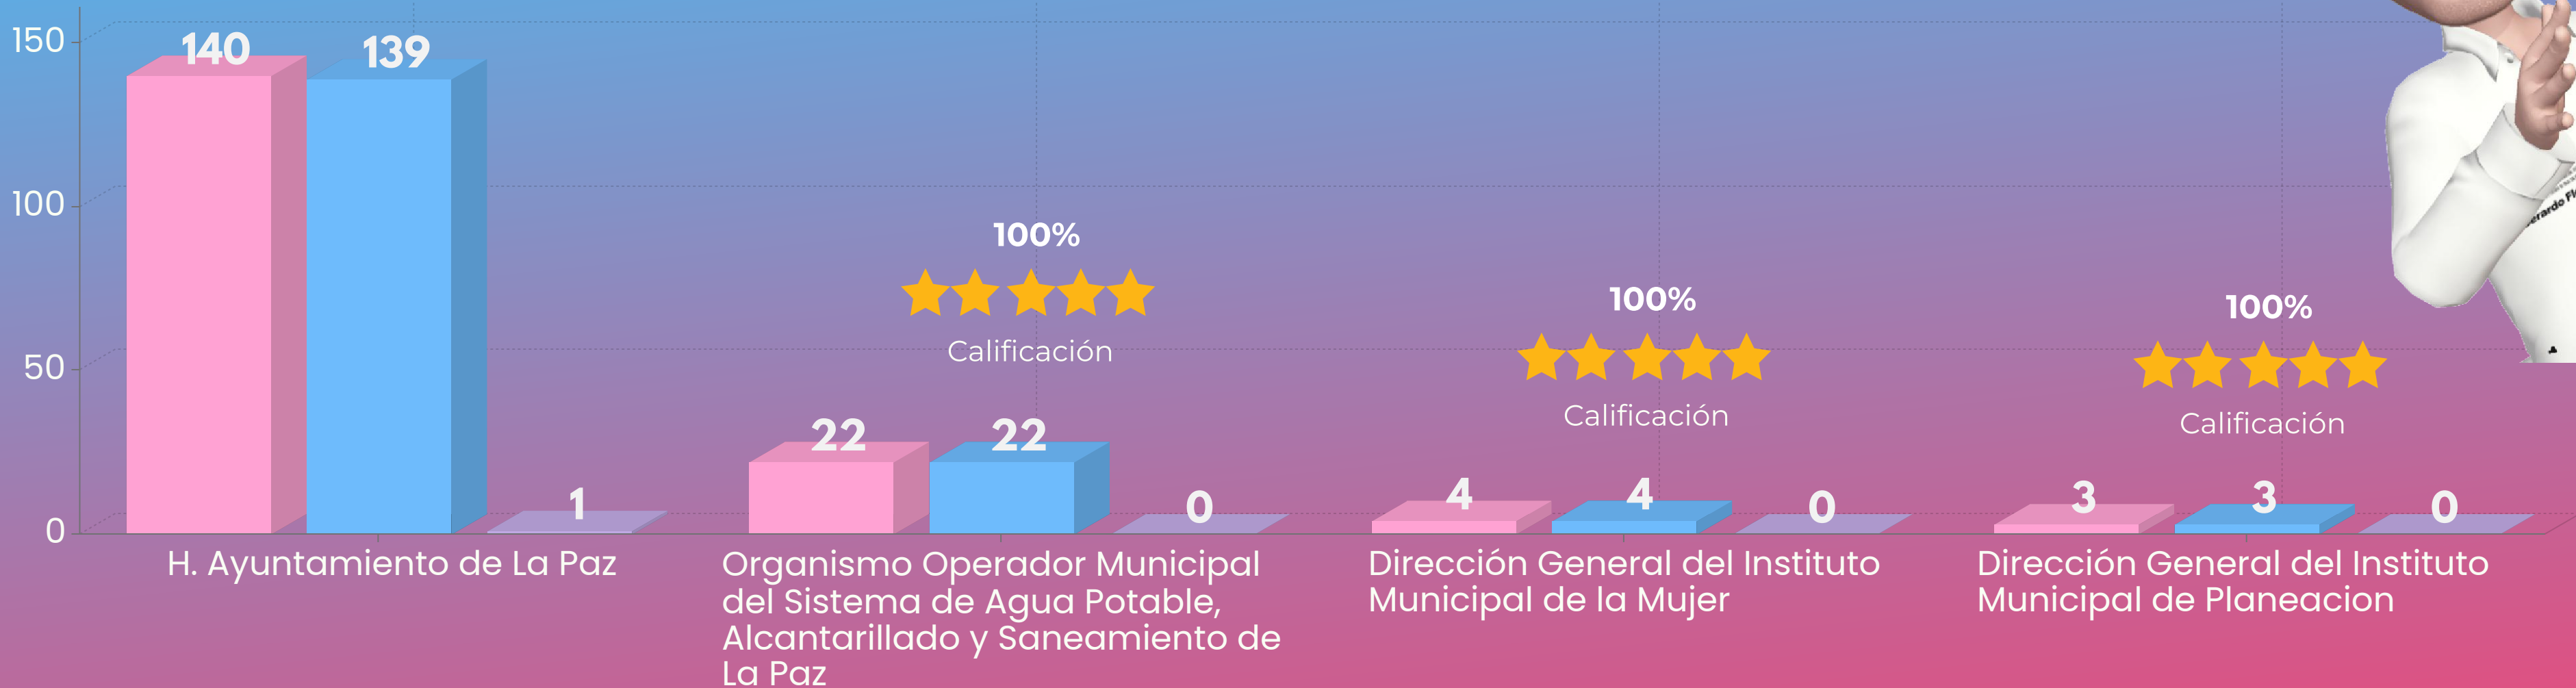 150
100
50
0
140
139
1
22
22
0
4
4
0
3
3
0
100%
Calificación
100%
Calificación
100%
Calificación
H. Ayuntamiento de La Paz
Organismo Operador Municipal
del Sistema de Agua Potable,
Alcantarillado y Saneamiento de
La Paz
Dirección General del Instituto
Municipal de la Mujer
Dirección General del Instituto
Municipal de Planeacion